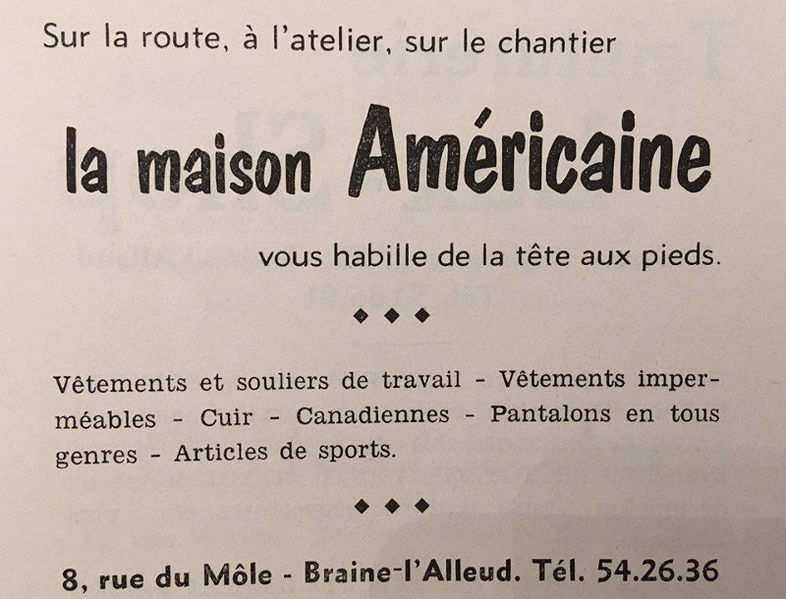 Sur la route, à l'atelier, sur le chantier
la maison Américaine
vous habille de la tête aux pieds.
Vêtements et souliers de travail - Vêtements imper-
méables - Cuir - Canadiennes - Pantalons en tous
genres - Articles de sports.
8, rue du Môle - Braine-l'Alleud. Tél. 54.26.36